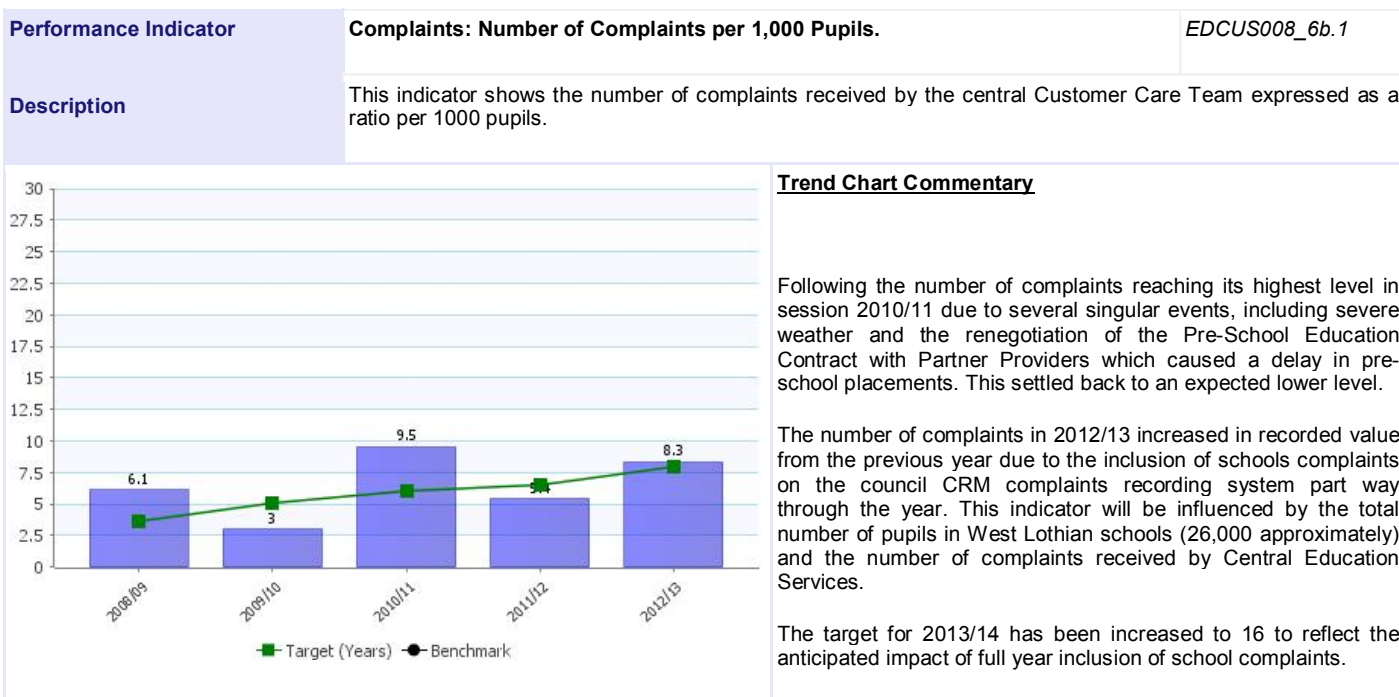 Performance Indicator
Complaints: Number of Complaints per 1,000 Pupils.
EDCUS008_6b.1
Description
This indicator shows the number of complaints received by the central Customer Care Team expressed as a
ratio per 1000 pupils.
30
27.5
25
22.5
20
17.5
15
12.5
10
7.5
5
2.5
0
6.1
3
9.5
8.3
2008/09
2009/10
2010/11
2011/12
2012/13
Target (Years)
Benchmark
Trend Chart Commentary
Following the number of complaints reaching its highest level in
session 2010/11 due to several singular events, including severe
weather and the renegotiation of the Pre-School Education
Contract with Partner Providers which caused a delay in pre-
school placements. This settled back to an expected lower level.
The number of complaints in 2012/13 increased in recorded value
from the previous year due to the inclusion of schools complaints
on the council CRM complaints recording system part way
through the year. This indicator will be influenced by the total
number of pupils in West Lothian schools (26,000 approximately)
and the number of complaints received by Central Education
Services.
The target for 2013/14 has been increased to 16 to reflect the
anticipated impact of full year inclusion of school complaints.